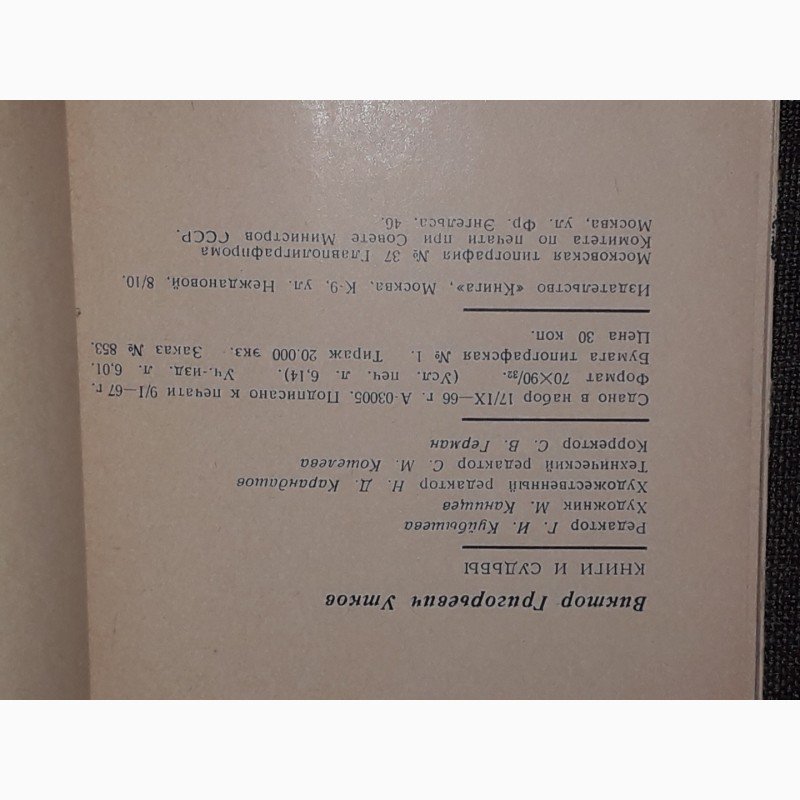 Виктор Григорьевич Утков
КНИГИ И СУДЬБЫ
Редактор Г. И. Куйбышева
Художник М. Канищев
Художественный редактор Н. Д. Карандашов
Технический редактор С. М. Кошелева
Корректор С. В. Герман
Сдано в набор 17/IX—66 г. А-03005. Подписано к печати 9/I—67 г.
Формат 70×90/32. (Усл. печ. л. 6,14). Уч.-изд. л. 6,01.
Бумага типографская № 1. Тираж 20.000 экз. Заказ № 853.
Цена 30 коп.
Издательство «Книга», Москва, К-9, ул. Неждановой, 8/10.
Московская типография № 37 Главполиграфпрома
Комитета по печати при Совете Министров СССР.
Москва, ул. Фр. Энгельса, 46.